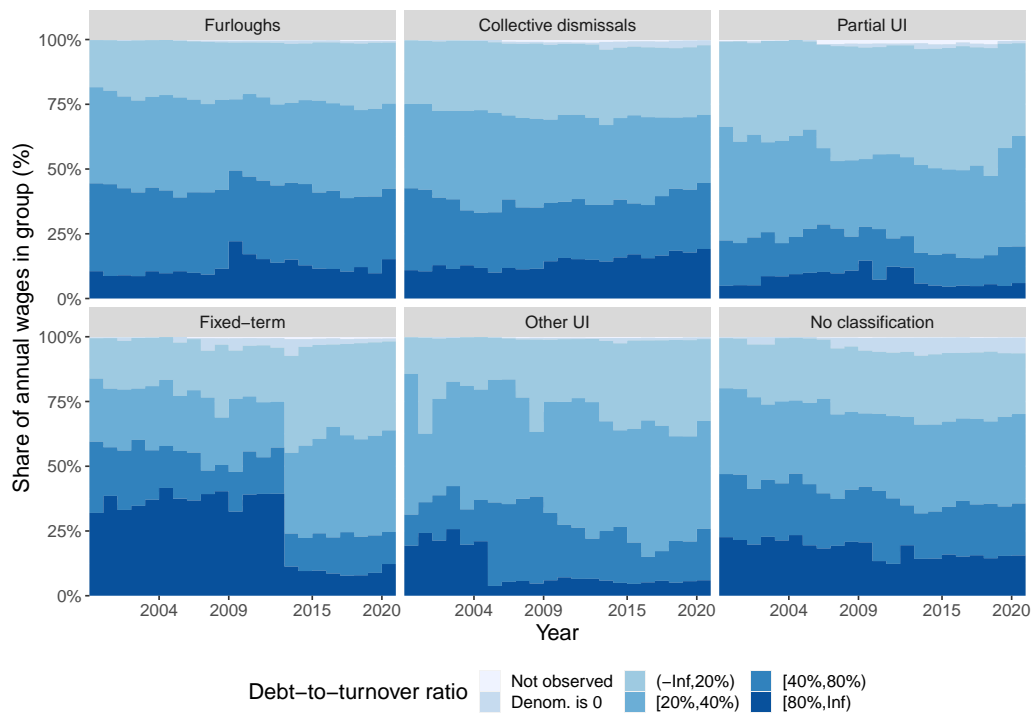 Furloughs Collective dismissals Partial UI
100%
75%
50%
25%
0%
Fixed−term Other UI No classification
100%
75%
50%
25%
0%
2004 2009 2015 2020 2004 2009 2015 2020 2004 2009 2015 2020
Share of annual wages in group (%)
Year
Debt−to−turnover ratio
Not observed (−Inf,20%) [40%,80%)
Denom. is 0 [20%,40%) [80%,Inf)